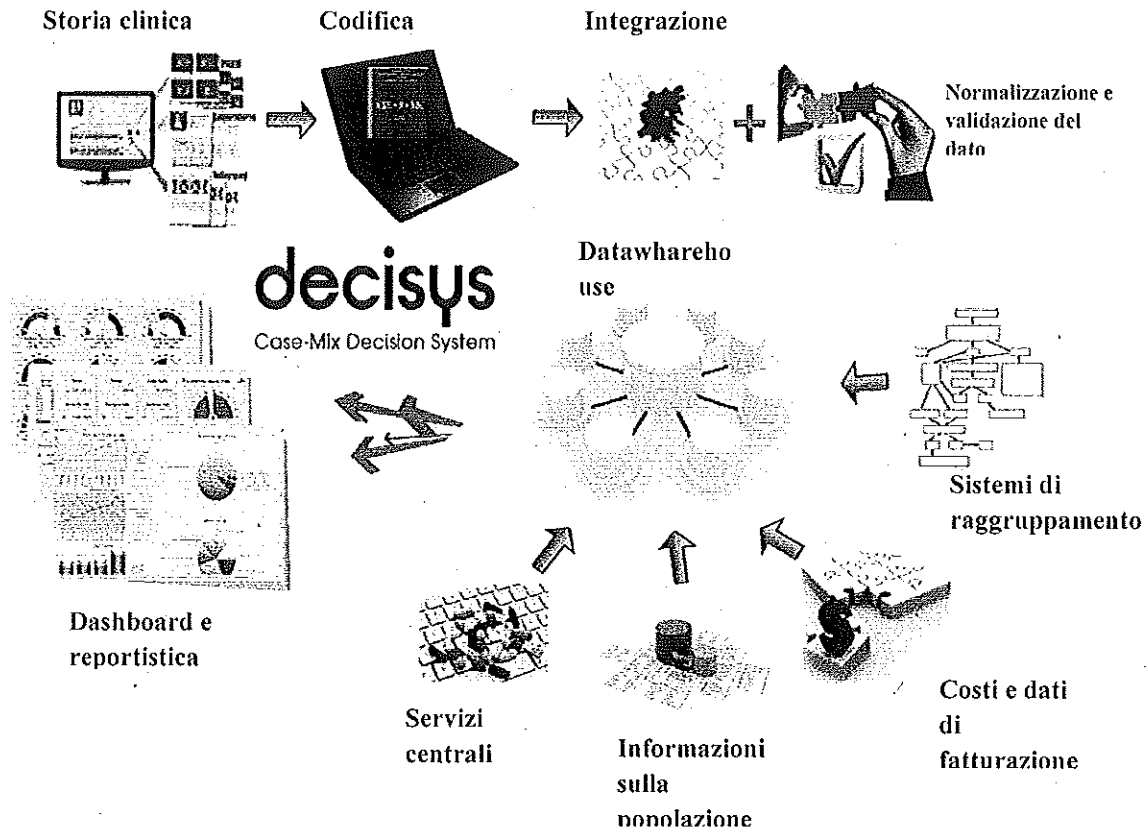 Storia clinica
Codifica
Integrazione
Normalizzazione e
validazione del
dato
decisys
Case-Mix Decision System
Datawhareho
use
Sistemi di
raggruppamento
Dashboard e
reportistica
Servizi
centrali
Informazioni
sulla
popolazione
Costi e dati
di
fatturazione